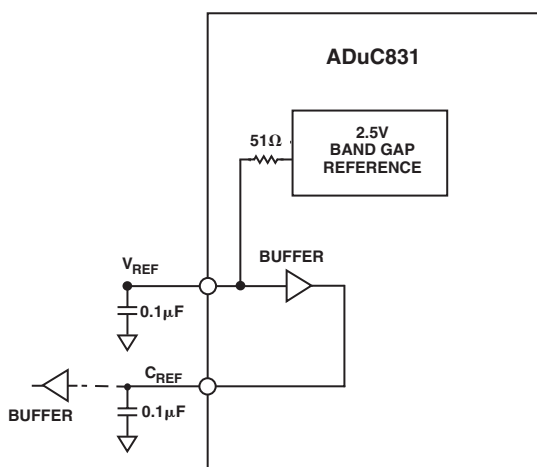 ADuC831
51Ω
2.5V
BAND GAP
REFERENCE
BUFFER
VREF
0.1μF
CREF
0.1μF
BUFFER